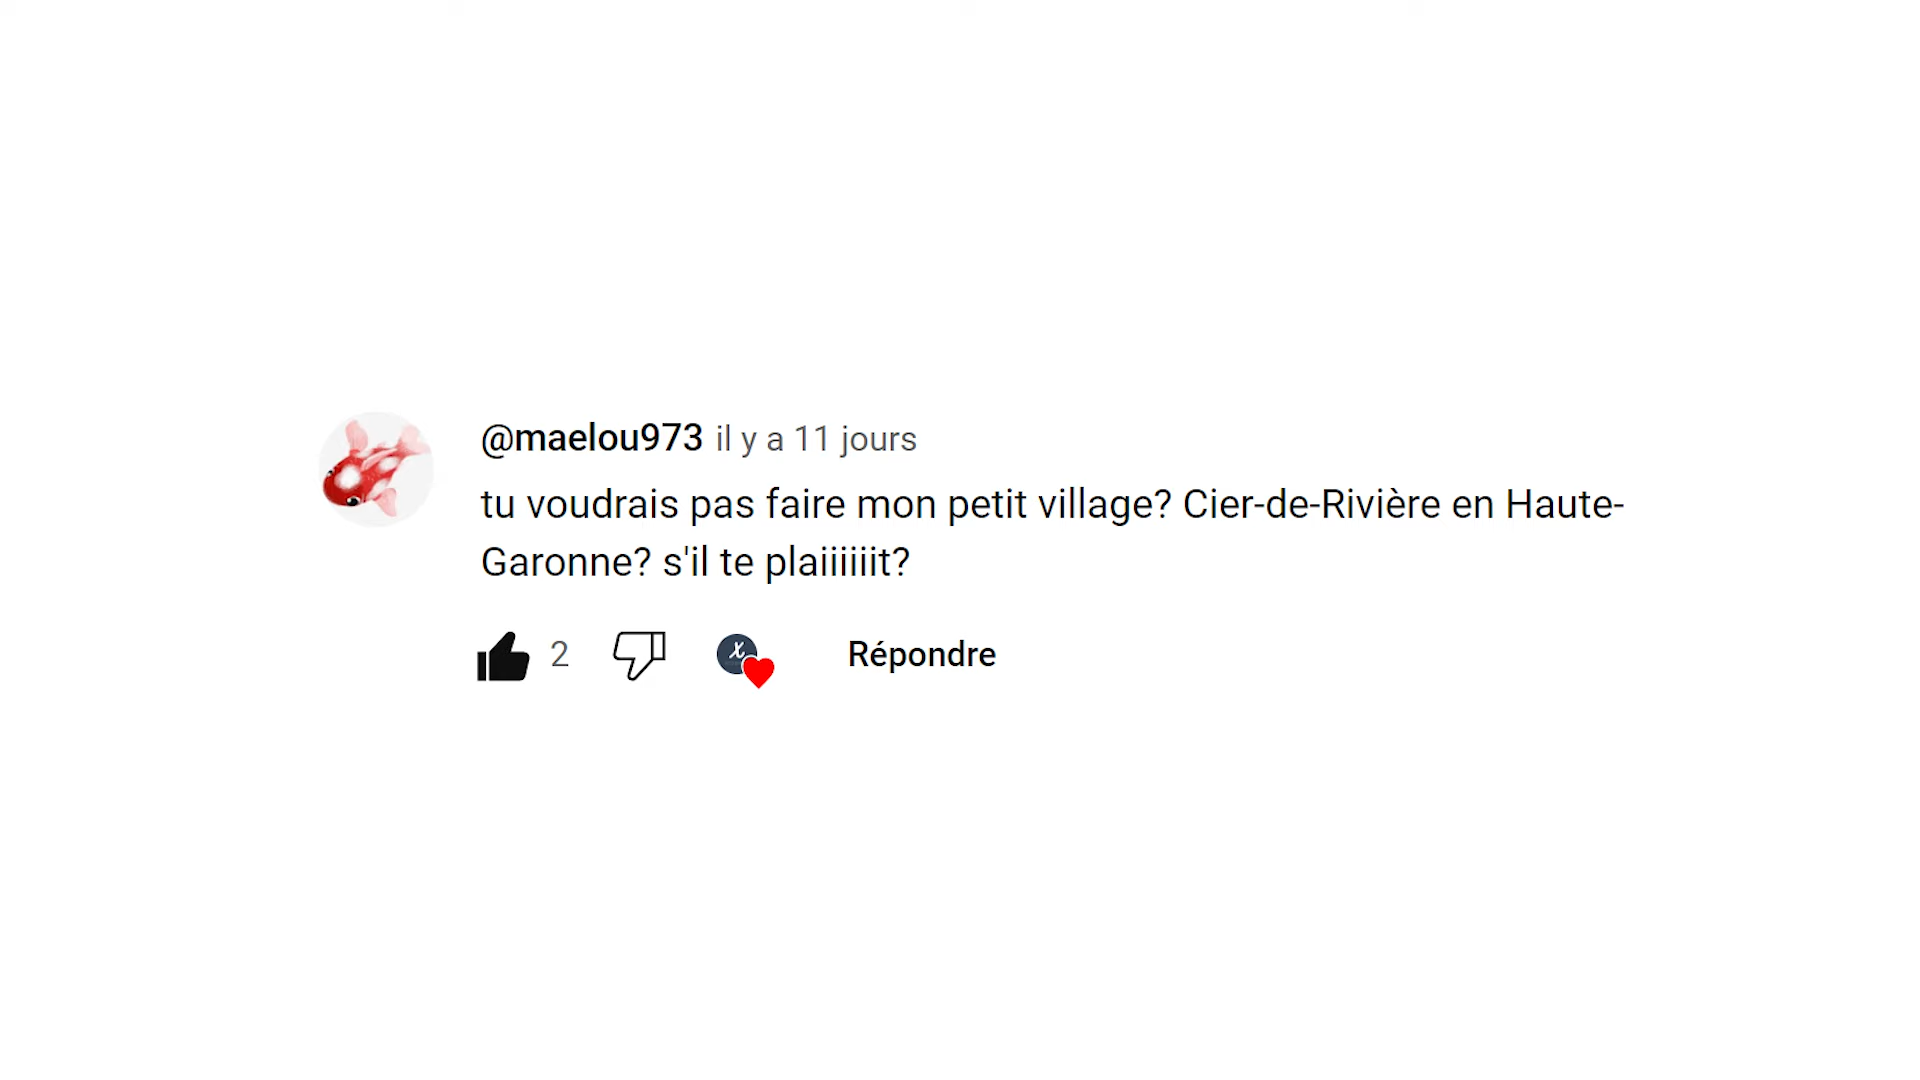 @maelou973 il y a 11 jours
tu voudrais pas faire mon petit village? Cier-de-Rivière en Haute-
Garonne? s'il te plaiiiiiit?
2 Répondre